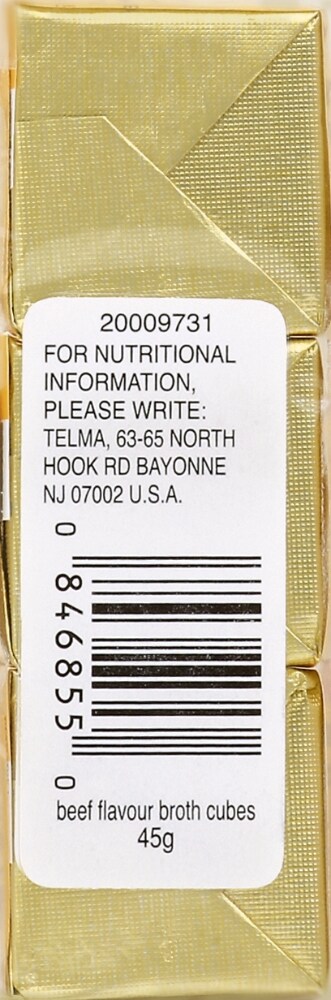 20009731
FOR NUTRITIONAL
INFORMATION,
PLEASE WRITE:
TELMA, 63-65 NORTH
HOOK RD BAYONNE
NJ 07002 U.S.A.
0 846855 0
beef flavour broth cubes
45g